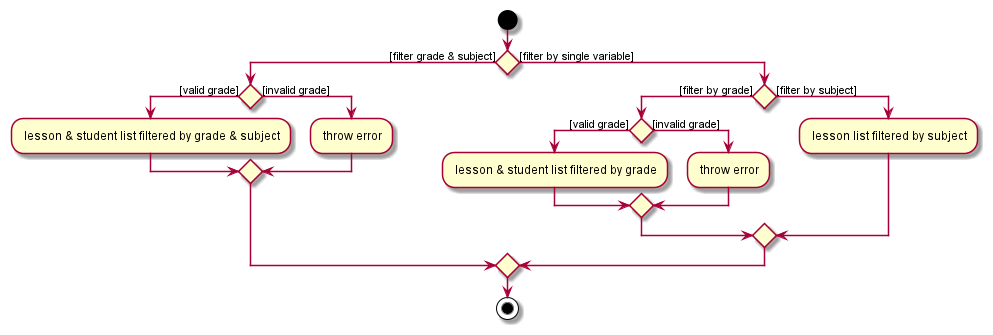 [filter grade & subject]
[filter by single variable]
[valid grade]
[invalid grade]
[filter by grade]
[filter by subject]
lesson & student list filtered by grade & subject
throw error
[valid grade]
[invalid grade]
lesson list filtered by subject
lesson & student list filtered by grade
throw error